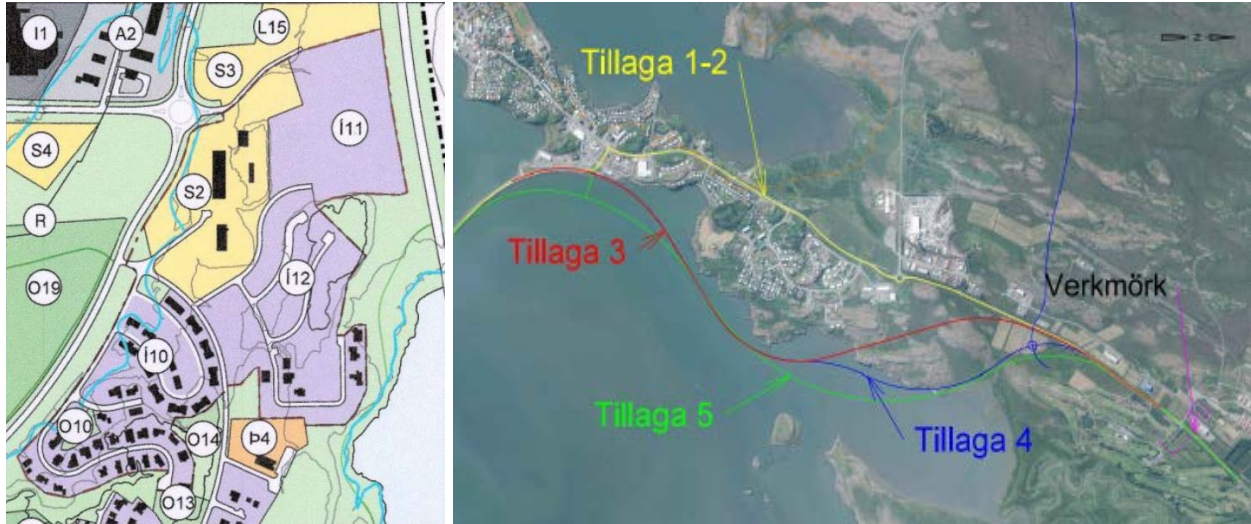 I1
A2
L15
S3
Í11
S4
S2
R
O19
Í12
Í10
O10
O14
Þ4
O13
Tillaga 1-2
Tillaga 3
Verkmörk
Tillaga 5
Tillaga 4